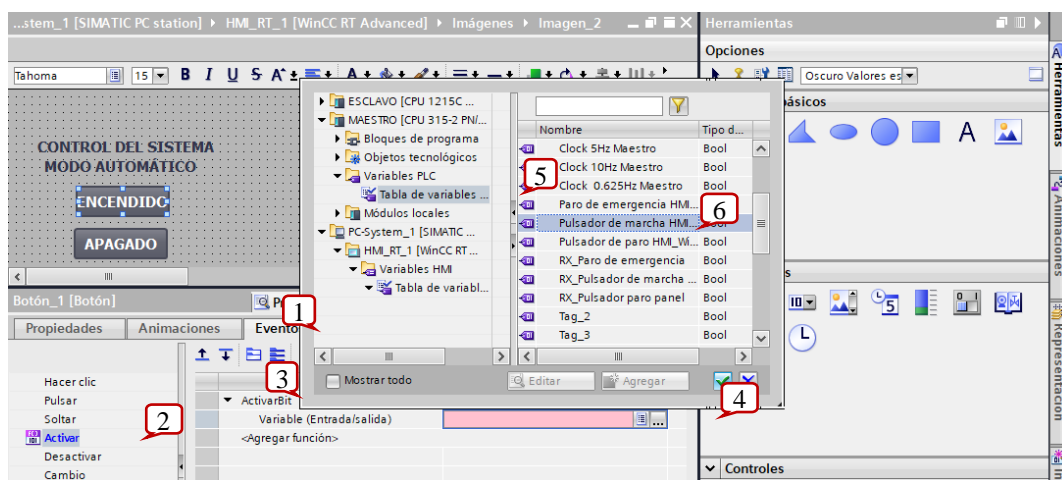 ...stem_1 [SIMATIC PC station] ▸ HMI_RT_1 [WinCC RT Advanced] ▸ Imágenes ▸ Imagen_2
Herramientas
Opciones
Tahoma
15
B I U S A
A
Oscuro Valores es
ásicos
A
CONTROL DEL SISTEMA
MODO AUTOMÁTICO
ENCENDIDO
APAGADO
ESCLAVO [CPU 1215C ...
MAESTRO [CPU 315-2 PN/...
Bloques de programa
Objetos tecnológicos
Variables PLC
Tabla de variables ...
Módulos locales
PC-System_1 [SIMATIC ...
HMI_RT_1 [WinCC RT ...
Variables HMI
Tabla de variabl...
Nombre
Tipo d...
Clock 5Hz Maestro Bool
Clock 10Hz Maestro Bool
Clock 0.625Hz Maestro Bool
Paro de emergencia HMI...
Pulsador de marcha HMI... Bool
Pulsador de paro HMI_Wi... Bool
RX_Paro de emergencia Bool
RX_Pulsador de marcha ... Bool
RX_Pulsador paro panel Bool
Tag_2 Bool
Tag_3 Bool
5
6
Mostrar todo
Editar
Agregar
4
s
10
5
Botón_1 [Botón]
P
1
Propiedades
Animaciones
Evento
3
Hacer clic
Pulsar
Soltar
2
Activar
Desactivar
Cambio
ActivarBit
Variable (Entrada/salida)
<Agregar función>
Controles
Herramientas
Animaciones
Representación